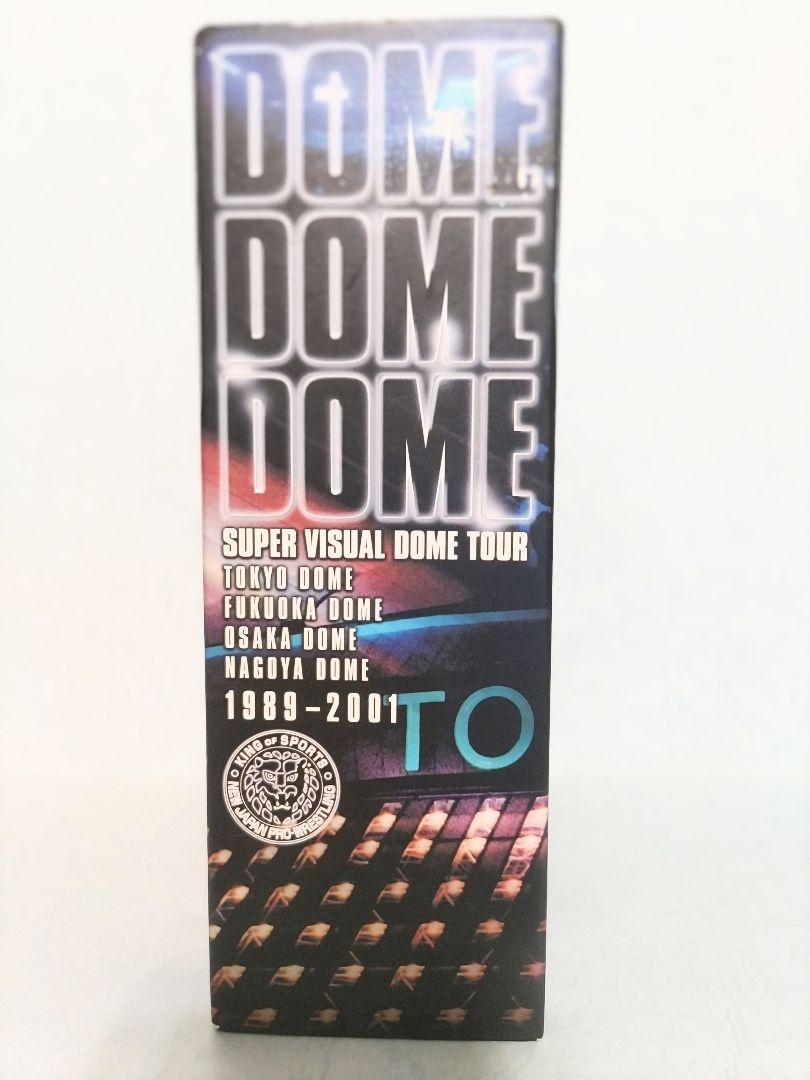 DOME
DOME
DOME
SUPER VISUAL DOME TOUR
TOKYO DOME
FUKUOKA DOME
OSAKA DOME
NAGOYA DOME
1989-2001
TO
KING OF SPORTS
NEW JAPAN PRO-WRESTLING